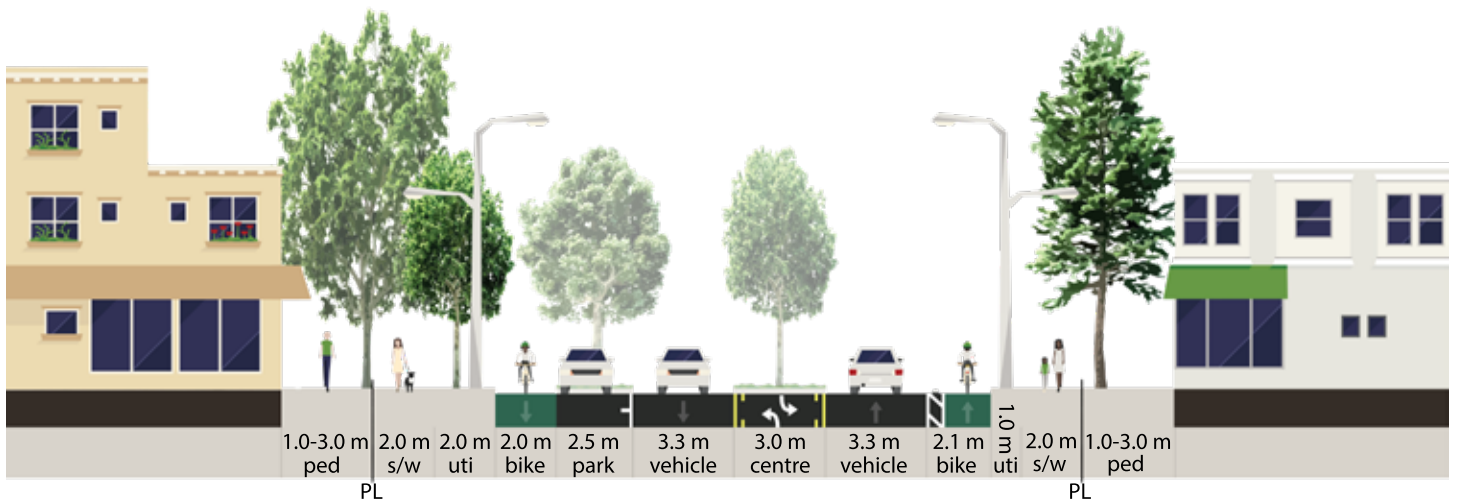 1.0-3.0 m
ped
2.0 m
s/w
2.0 m
uti
2.0 m
bike
2.5 m
park
3.3 m
vehicle
3.0 m
centre
3.3 m
vehicle
2.1 m
bike
1.0 m
uti
2.0 m
s/w
1.0-3.0 m
ped
PL
PL